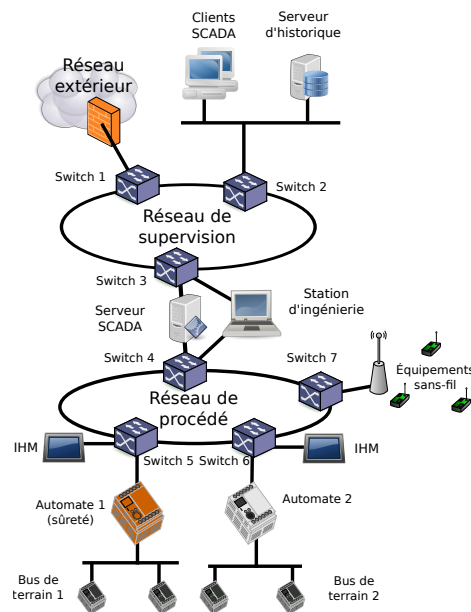 Clients
SCADA
Serveur
d'historique
Réseau
extérieur
Switch 1
Switch 2
Réseau de
supervision
Switch 3
Serveur
SCADA
Station
d'ingénierie
Switch 4
Switch 7
Équipements
sans-fil
Réseau de
procédé
IHM
Switch 5
Switch 6
IHM
Automate 1
(sûreté)
Automate 2
Bus de
terrain 1
Bus de
terrain 2